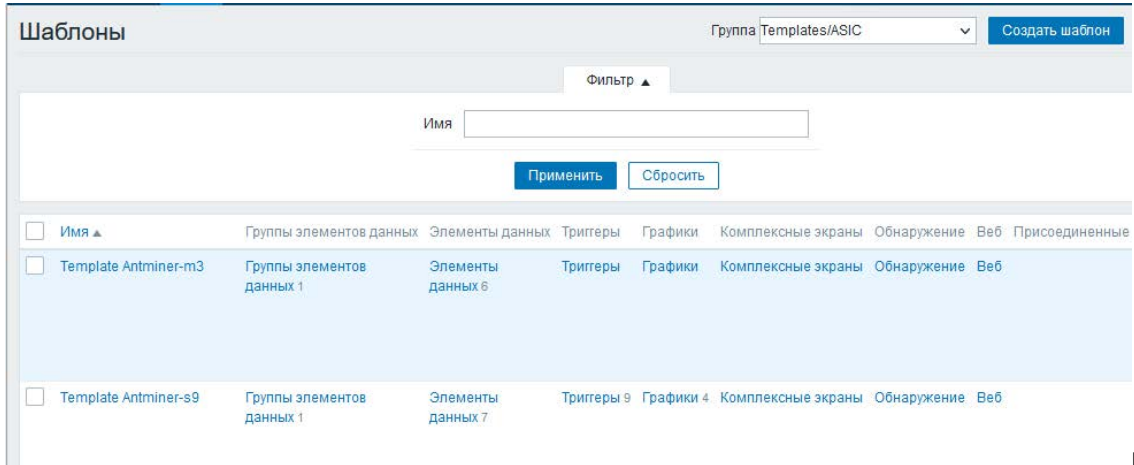 Шаблоны
Группа Templates/ASIC Создать шаблон
Фильтр ▲
Имя
Применить Сбросить
Имя ▲ Группы элементов данных Элементы данных Триггеры Графики Комплексные экраны Обнаружение Веб Присоединенные
Template Antminer-m3 Группы элементов данных 1 Элементы данных 6 Триггеры Графики Комплексные экраны Обнаружение Веб
Template Antminer-s9 Группы элементов данных 1 Элементы данных 7 Триггеры 9 Графики 4 Комплексные экраны Обнаружение Веб